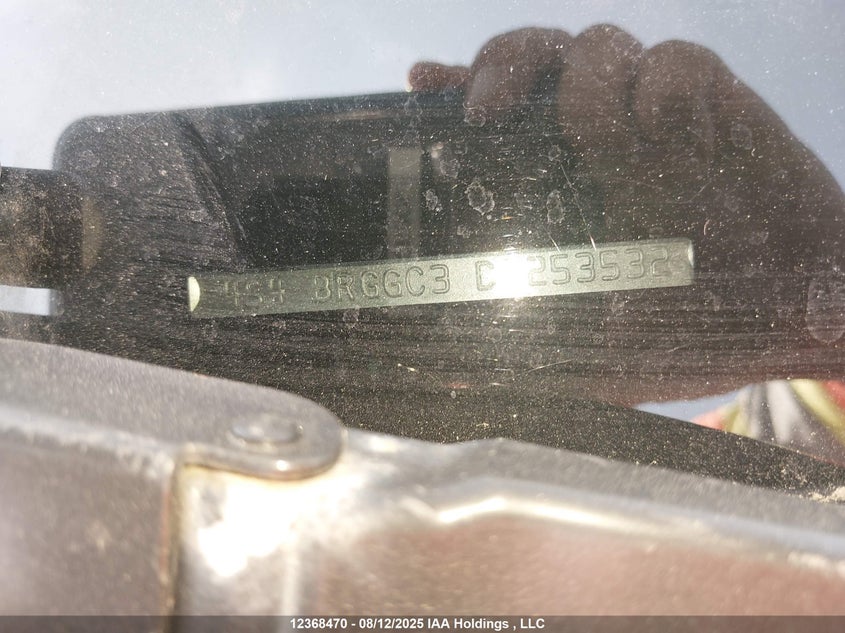 4S4 BRGGC3 D 253532
12368470 - 08/12/2025 IAA Holdings , LLC